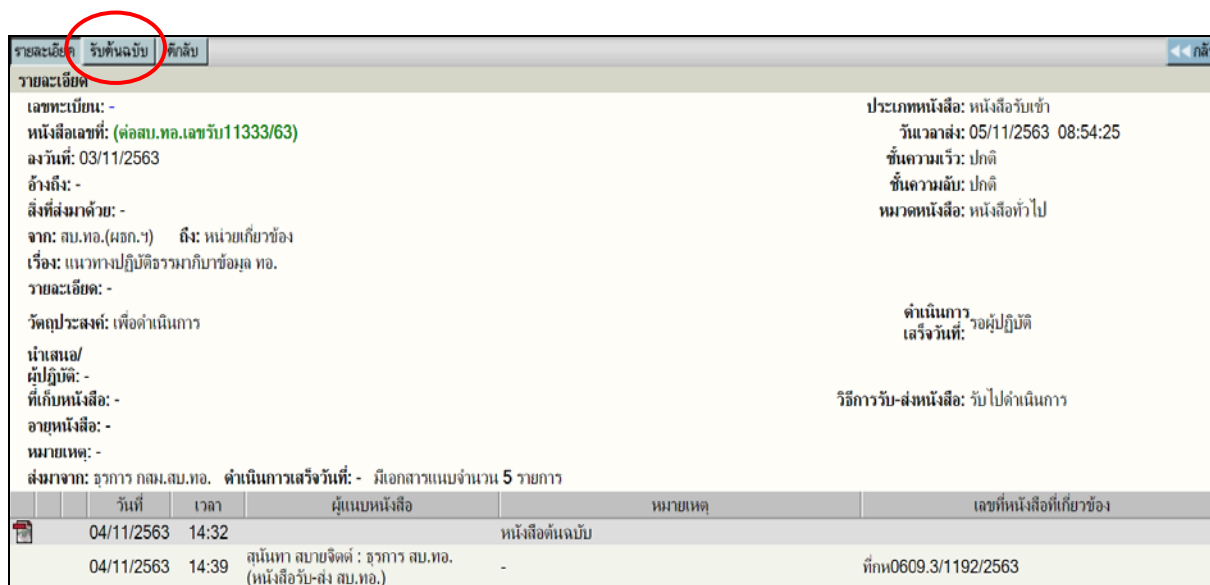 รายละเอียด รับต้นฉบับ ตีกลับ
รายละเอียด
เลขทะเบียน: - ประเภทหนังสือ: หนังสือรับเข้า
หนังสือเลขที่: (ต่อสบ.ทอ.เลขรับ11333/63) วันเวลาส่ง: 05/11/2563 08:54:25
ลงวันที่: 03/11/2563 ชั้นความเร็ว: ปกติ
อ้างถึง: - ชั้นความลับ: ปกติ
สิ่งที่ส่งมาด้วย: - หมวดหนังสือ: หนังสือทั่วไป
จาก: สบ.ทอ.(ผธก.ฯ) ถึง: หน่วยเกี่ยวข้อง
เรื่อง: แนวทางปฏิบัติธรรมาภิบาข้อมุล ทอ.
รายละเอียด: -
วัตถุประสงค์: เพื่อดำเนินการ ดำเนินการ
เสร็จวันที่: รอผู้ปฏิบัติ
นำเสนอ/
ผู้ปฏิบัติ: -
ที่เก็บหนังสือ: - วิธีการรับ-ส่งหนังสือ: รับไปดำเนินการ
อายุหนังสือ: -
หมายเหตุ: -
ส่งมาจาก: ธุรการ กสม.สบ.ทอ. ดำเนินการเสร็จวันที่: - มีเอกสารแนบจำนวน 5 รายการ
วันที่ เวลา ผู้แนบหนังสือ หมายเหตุ เลขที่หนังสือที่เกี่ยวข้อง
04/11/2563 14:32 หนังสือต้นฉบับ
04/11/2563 14:39 สุนันทา สบายจิตต์ : ธุรการ สบ.ทอ. - ที่กห0609.3/1192/2563
(หนังสือรับ-ส่ง สบ.ทอ.)